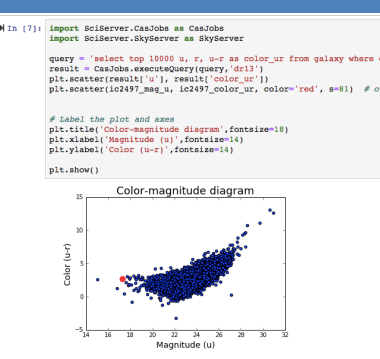 In [7]: import SciServer.CasJobs as CasJobs
import SciServer.SkyServer as SkyServer
query = 'select top 10000 u, r, u-r as color_ur from galaxy where
result = CasJobs.executeQuery(query,'dr13')
plt.scatter(result['u'], result['color_ur'])
plt.scatter(ic2497_mag_u, ic2497_color_ur, color='red', s=81) #
# Label the plot and axes
plt.title('Color-magnitude diagram',fontsize=18)
plt.xlabel('Magnitude (u)',fontsize=14)
plt.ylabel('Color (u-r)',fontsize=14)
plt.show()
Color-magnitude diagram
15
10
5
0
−5
Color (u-r)
14 16 18 20 22 24 26 28 30 32
Magnitude (u)